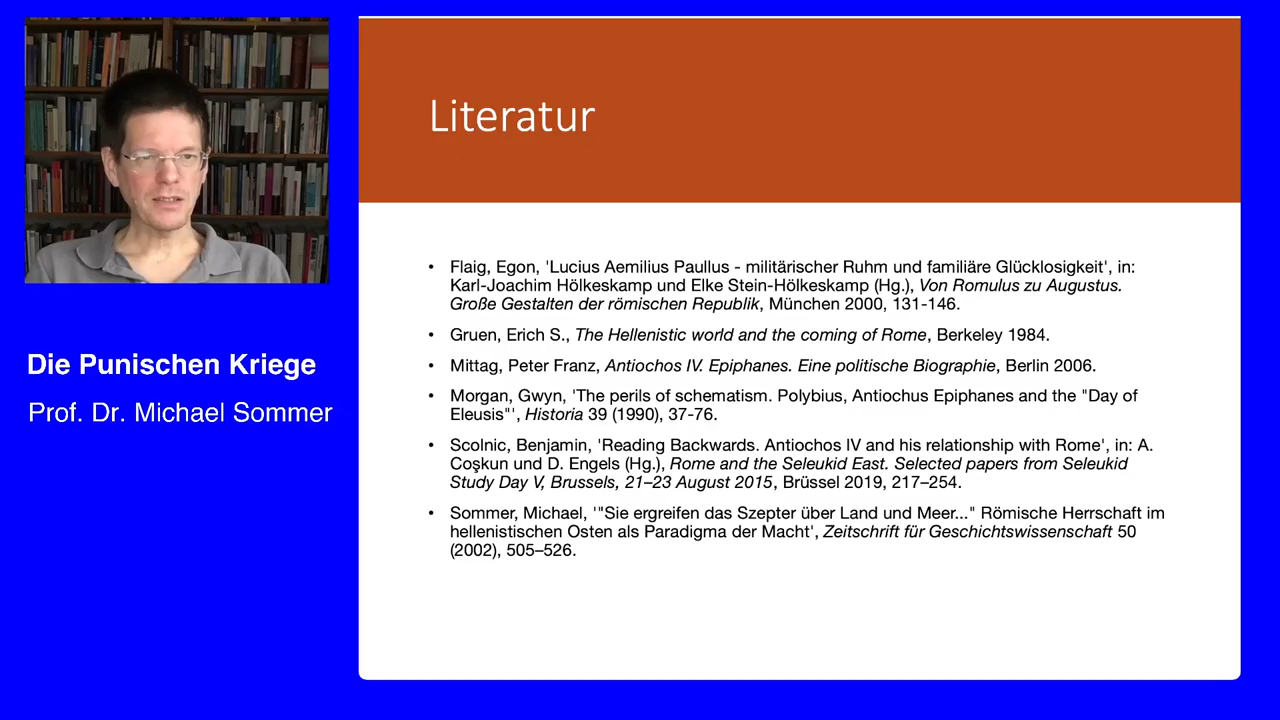 Literatur
• Flaig, Egon, 'Lucius Aemilius Paullus - militärischer Ruhm und familiäre Glücklosigkeit', in:
Karl-Joachim Hölkeskamp und Elke Stein-Hölkeskamp (Hg.), Von Romulus zu Augustus.
Große Gestalten der römischen Republik, München 2000, 131-146.
• Gruen, Erich S., The Hellenistic world and the coming of Rome, Berkeley 1984.
• Mittag, Peter Franz, Antiochos IV. Epiphanes. Eine politische Biographie, Berlin 2006.
• Morgan, Gwyn, 'The perils of schematism. Polybius, Antiochus Epiphanes and the "Day of
Eleusis"', Historia 39 (1990), 37-76.
• Scolnic, Benjamin, 'Reading Backwards. Antiochos IV and his relationship with Rome', in: A.
Coşkun und D. Engels (Hg.), Rome and the Seleukid East. Selected papers from Seleukid
Study Day V, Brussels, 21–23 August 2015, Brüssel 2019, 217–254.
• Sommer, Michael, '"Sie ergreifen das Szepter über Land und Meer..." Römische Herrschaft im
hellenistischen Osten als Paradigma der Macht', Zeitschrift für Geschichtswissenschaft 50
(2002), 505–526.
Die Punischen Kriege
Prof. Dr. Michael Sommer